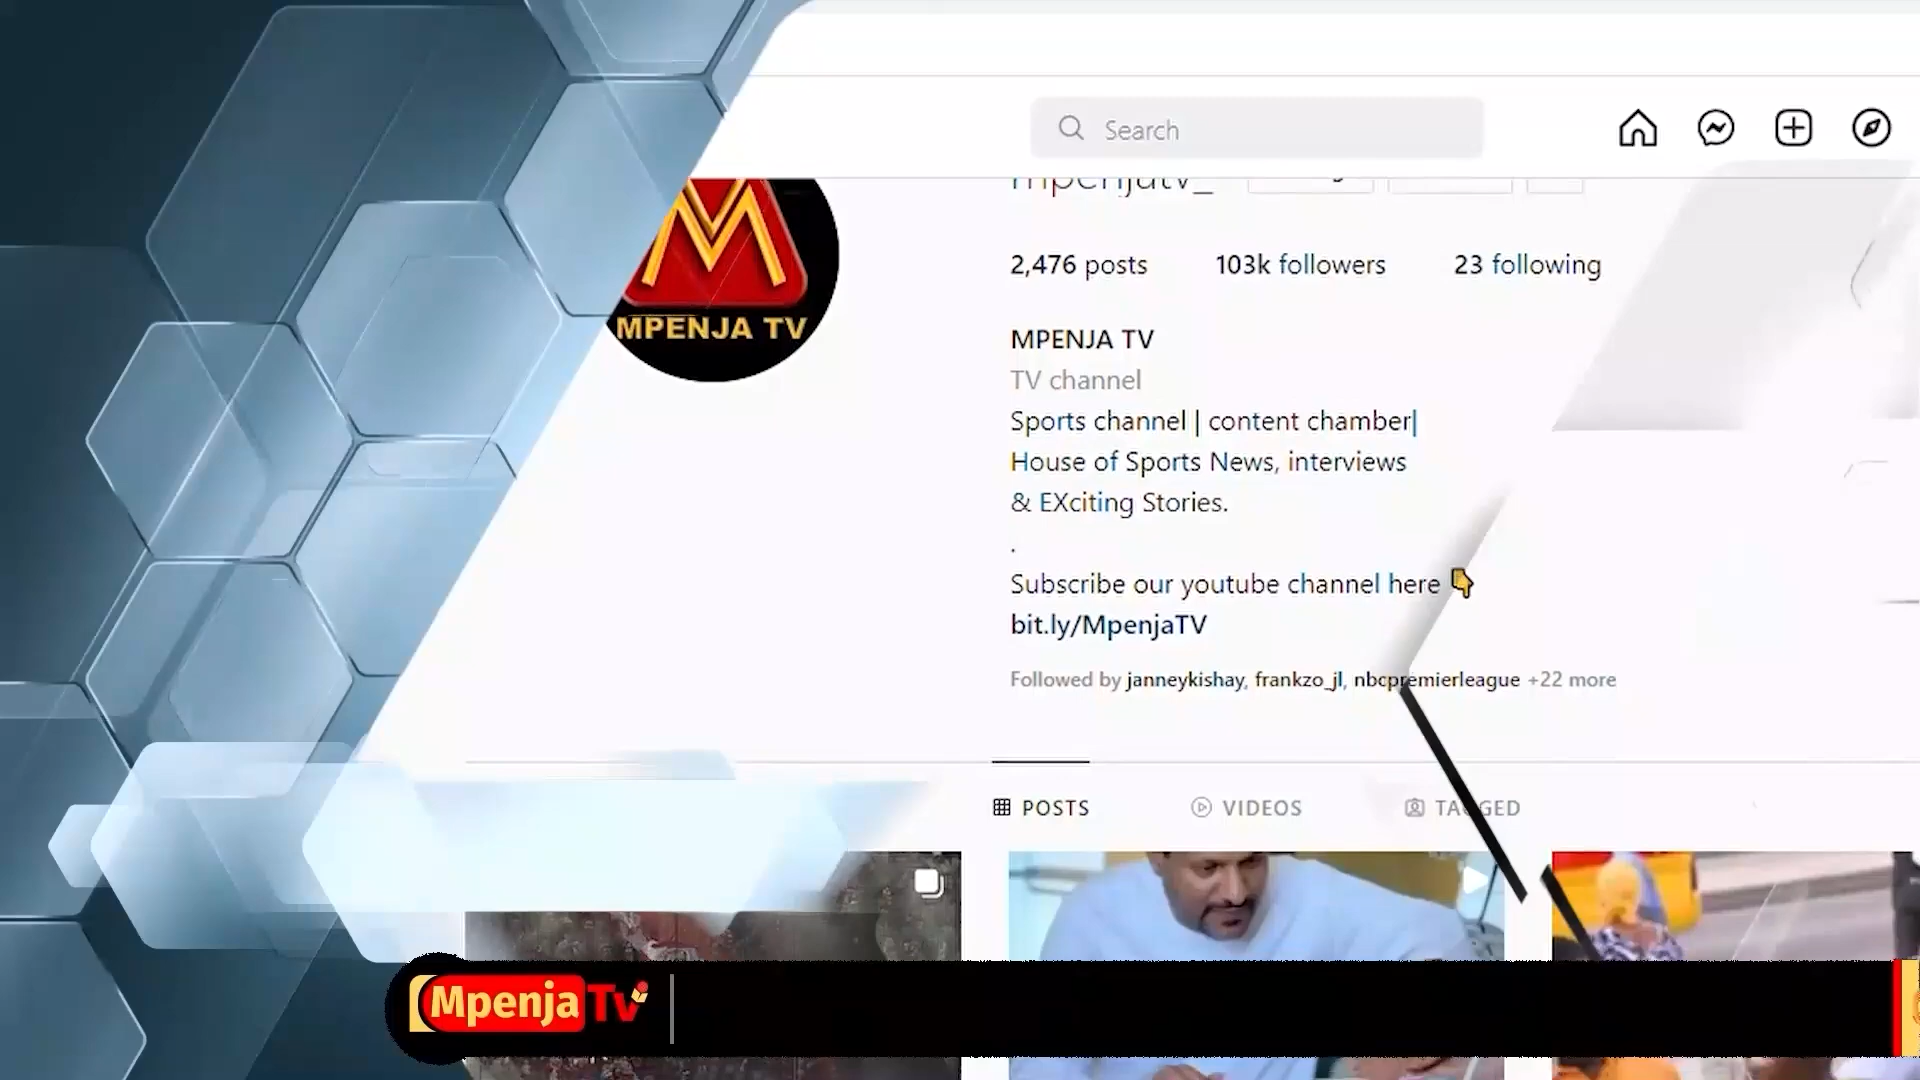 Search
mpenjatv_
2,476 posts 103k followers 23 following
MPENJA TV
MPENJA TV
TV channel
Sports channel | content chamber|
House of Sports News, interviews
& EXciting Stories.
.
Subscribe our youtube channel here 👇
bit.ly/MpenjaTV
Followed by janneykishay, frankzo_jl, nbcpremierleague +22 more
POSTS VIDEOS TAGGED
Mpenja Tv